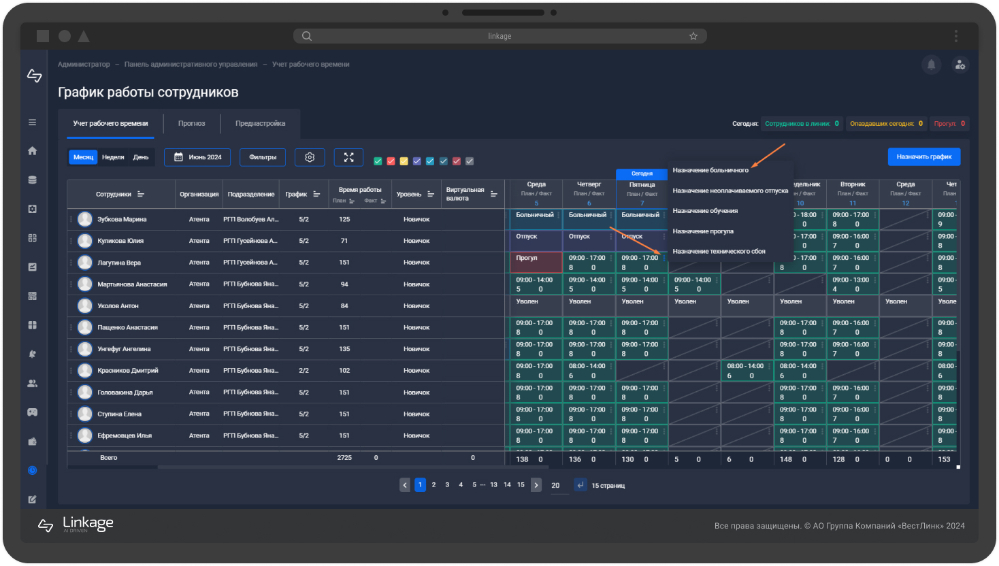 linkage
Администратор – Панель административного управления – Учет рабочего времени
График работы сотрудников
Учет рабочего времени Прогноз Преднастройка
Сегодня: Сотрудников в линии: 0 Опаздавших сегодня: 0 Прогул: 0
Месяц Неделя День Июнь 2024 Фильтры Назначить график
Назначение больничного
Назначение неоплачиваемого отпуска
Назначение обучения
Назначение прогула
Назначение технического сбоя
Сегодня
Сотрудники Организация Подразделение График Время работы План Факт Уровень Виртуальная валюта
Среда Четверг Пятница едельник Вторник Среда Чет
План / Факт План / Факт План / Факт План / Факт План / Факт План
5 6 7 10 11 12
Зубкова Марина Атента РГП Волобуев Ал... 5/2 125 Новичок Больничный Больничный Больничный 0 - 18:00 0 09:00 - 17:00 8 0 09:00 - 9
Куликова Юлия Атента РГП Гусейнова А... 5/2 71 Новичок Отпуск Отпуск Отпуск 0 - 17:00 0 09:00 - 16:00 7 0 09:00 - 8
Лагутина Вера Атента РГП Гусейнова А... 5/2 151 Новичок Прогул 09:00 - 17:00 8 0 09:00 - 17:00 8 0 - 17:00 8 0 09:00 - 16:00 7 0 09:00 - 8
Мартьянова Анастасия Атента РГП Бубнова Яна... 5/2 94 Новичок 09:00 - 14:00 5 0 09:00 - 14:00 5 0 09:00 - 14:00 5 0 09:00 - 14:00 5 0 09:00 - 13:00 4 0 09:00 - 5
Уколов Антон Атента РГП Бубнова Яна... 5/2 84 Новичок Уволен Уволен Уволен Уволен Уволен Уволен Уволен Уволен Уволе
Пащенко Анастасия Атента РГП Бубнова Яна... 5/2 151 Новичок 09:00 - 17:00 8 0 09:00 - 17:00 8 0 09:00 - 17:00 8 0 09:00 - 17:00 8 0 09:00 - 16:00 7 0 09:00 - 8
Унгефуг Ангелина Атента РГП Бубнова Яна... 5/2 135 Новичок 09:00 - 17:00 8 0 09:00 - 17:00 8 0 09:00 - 17:00 8 0 09:00 - 17:00 8 0 09:00 - 16:00 7 0 09:00 - 8
Красников Дмитрий Атента РГП Бубнова Яна... 2/2 102 Новичок 09:00 - 17:00 8 0 08:00 - 14:00 6 0 08:00 - 14:00 6 0 08:00 - 14:00 6 0 08:00 - 6
Головакина Дарья Атента РГП Бубнова Яна... 5/2 151 Новичок 09:00 - 17:00 8 0 09:00 - 17:00 8 0 09:00 - 17:00 8 0 09:00 - 17:00 8 0 09:00 - 16:00 7 0 09:00 - 8
Ступина Елена Атента РГП Бубнова Яна... 5/2 151 Новичок 09:00 - 17:00 8 0 09:00 - 17:00 8 0 09:00 - 17:00 8 0 09:00 - 17:00 8 0 09:00 - 16:00 7 0 09:00 - 8
Ефремовцев Илья Атента РГП Бубнова Яна... 5/2 151 Новичок 09:00 - 17:00 8 0 09:00 - 17:00 8 0 09:00 - 17:00 8 0 09:00 - 17:00 8 0 09:00 - 16:00 7 0 09:00 - 8
Всего 2725 0 0 138 0 136 0 130 0 5 0 6 0 148 0 128 0 0 0 153
1 2 3 4 5 ... 13 14 15 20 15 страниц
Linkage
AI DRIVEN
Все права защищены. © АО Группа Компаний «ВестЛинк» 2024